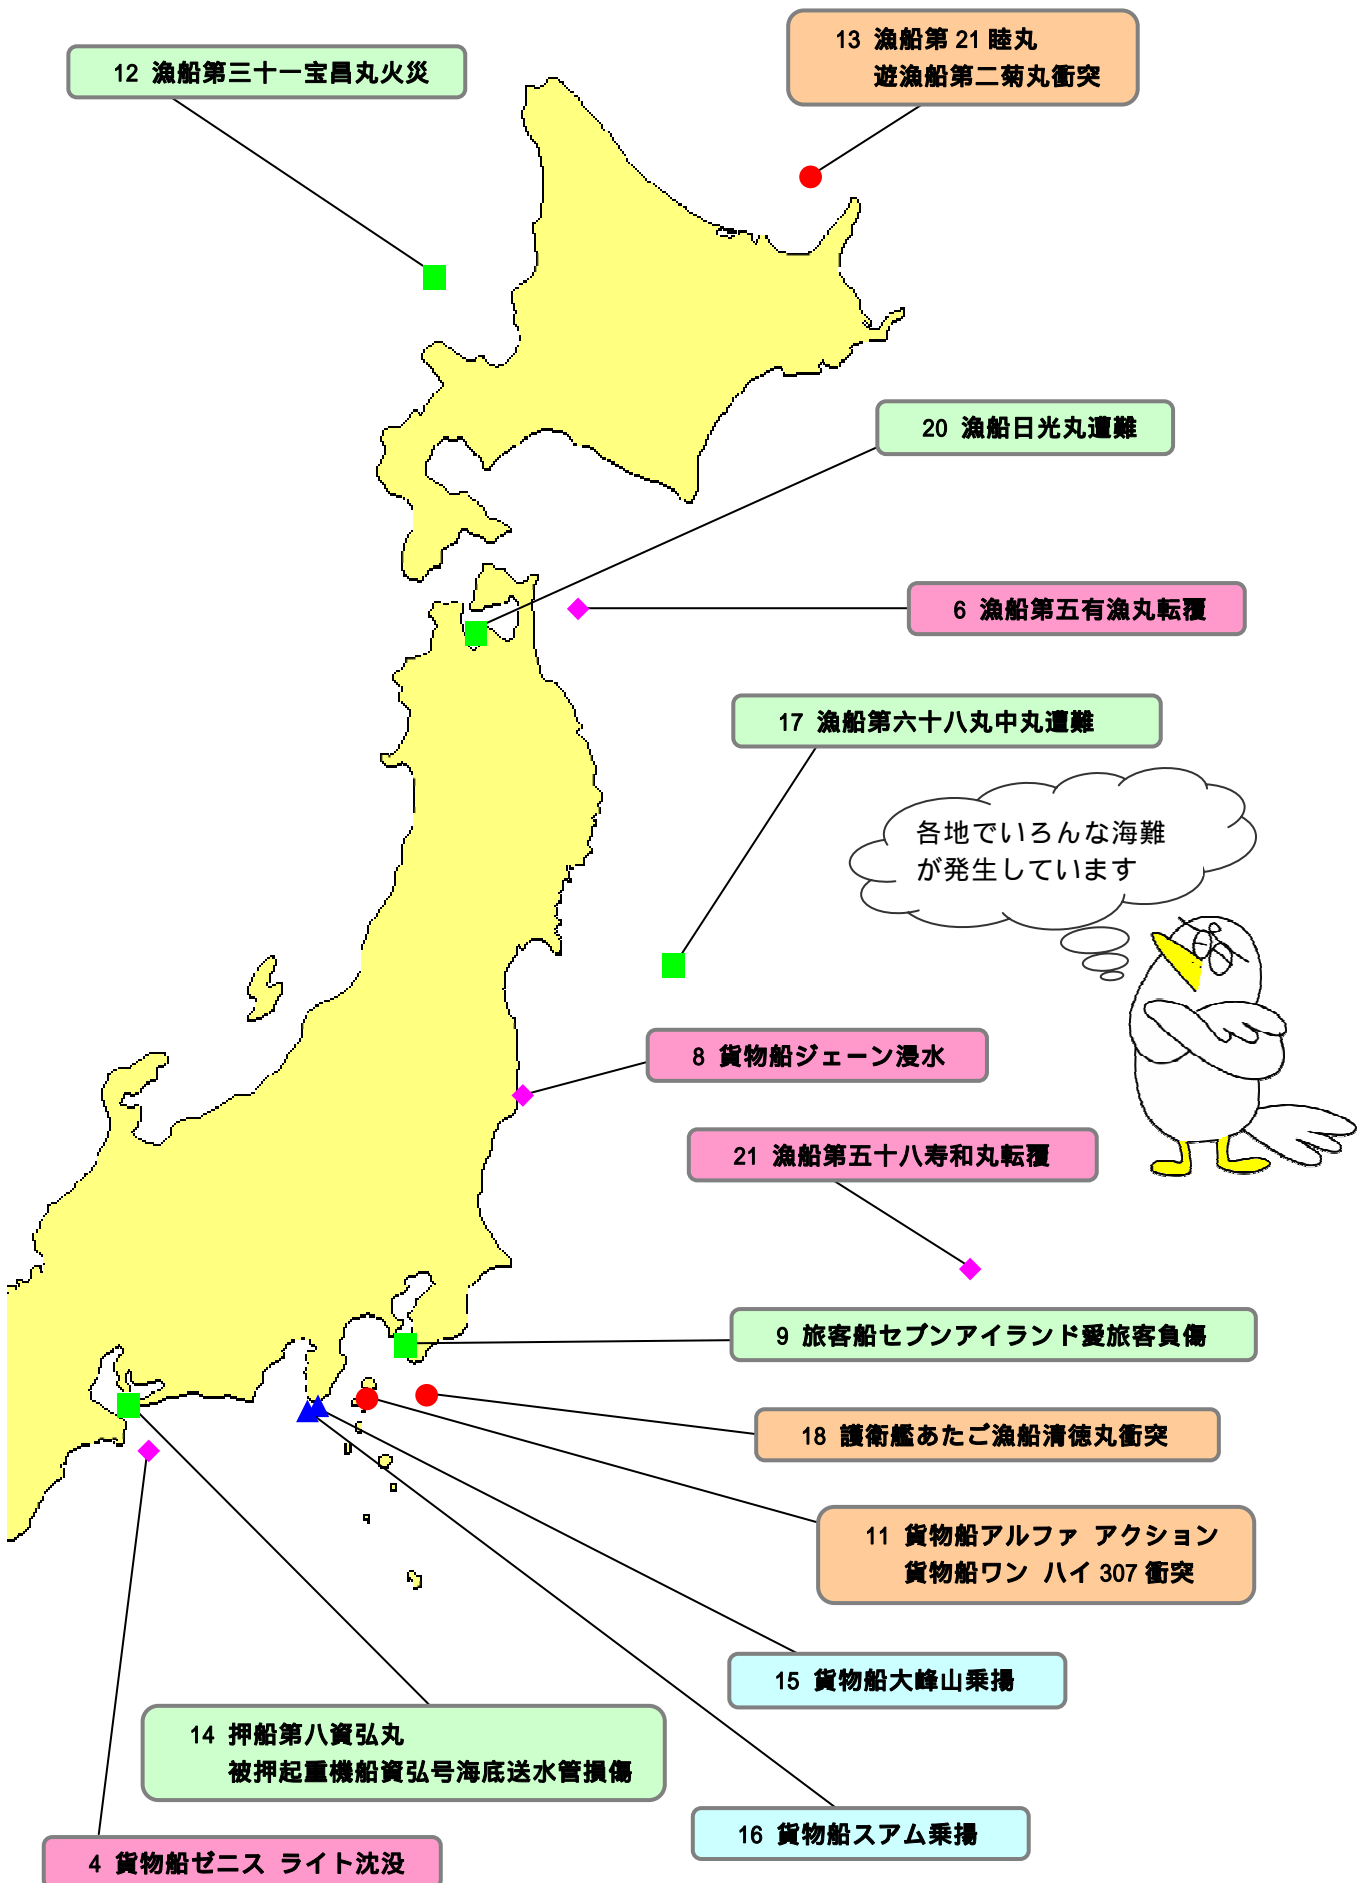 13 漁船第21睦丸
遊漁船第二菊丸衝突
12 漁船第三十一宝昌丸火災
20 漁船日光丸遭難
6 漁船第五有漁丸転覆
17 漁船第六十八丸中丸遭難
各地でいろんな海難
が発生しています
8 貨物船ジェーン浸水
21 漁船第五十八寿和丸転覆
9 旅客船セブンアイランド愛旅客負傷
18 護衛艦あたご漁船清徳丸衝突
11 貨物船アルファ アクション
貨物船ワン ハイ307衝突
15 貨物船大峰山乗揚
14 押船第八資弘丸
被押起重機船資弘号海底送水管損傷
16 貨物船スアム乗揚
4 貨物船ゼニス ライト沈没